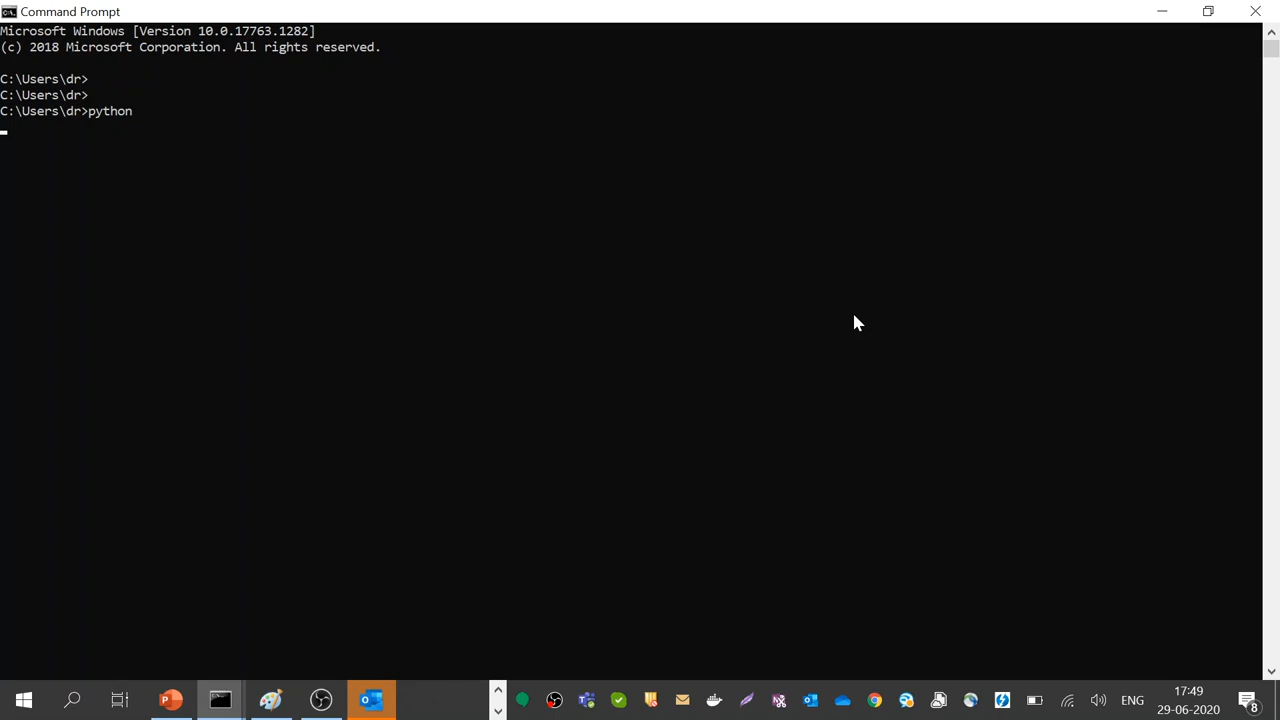 Command Prompt
Microsoft Windows [Version 10.0.17763.1282]
(c) 2018 Microsoft Corporation. All rights reserved.
C:\Users\dr>
C:\Users\dr>
C:\Users\dr>python
17:49
ENG
29-06-2020
8